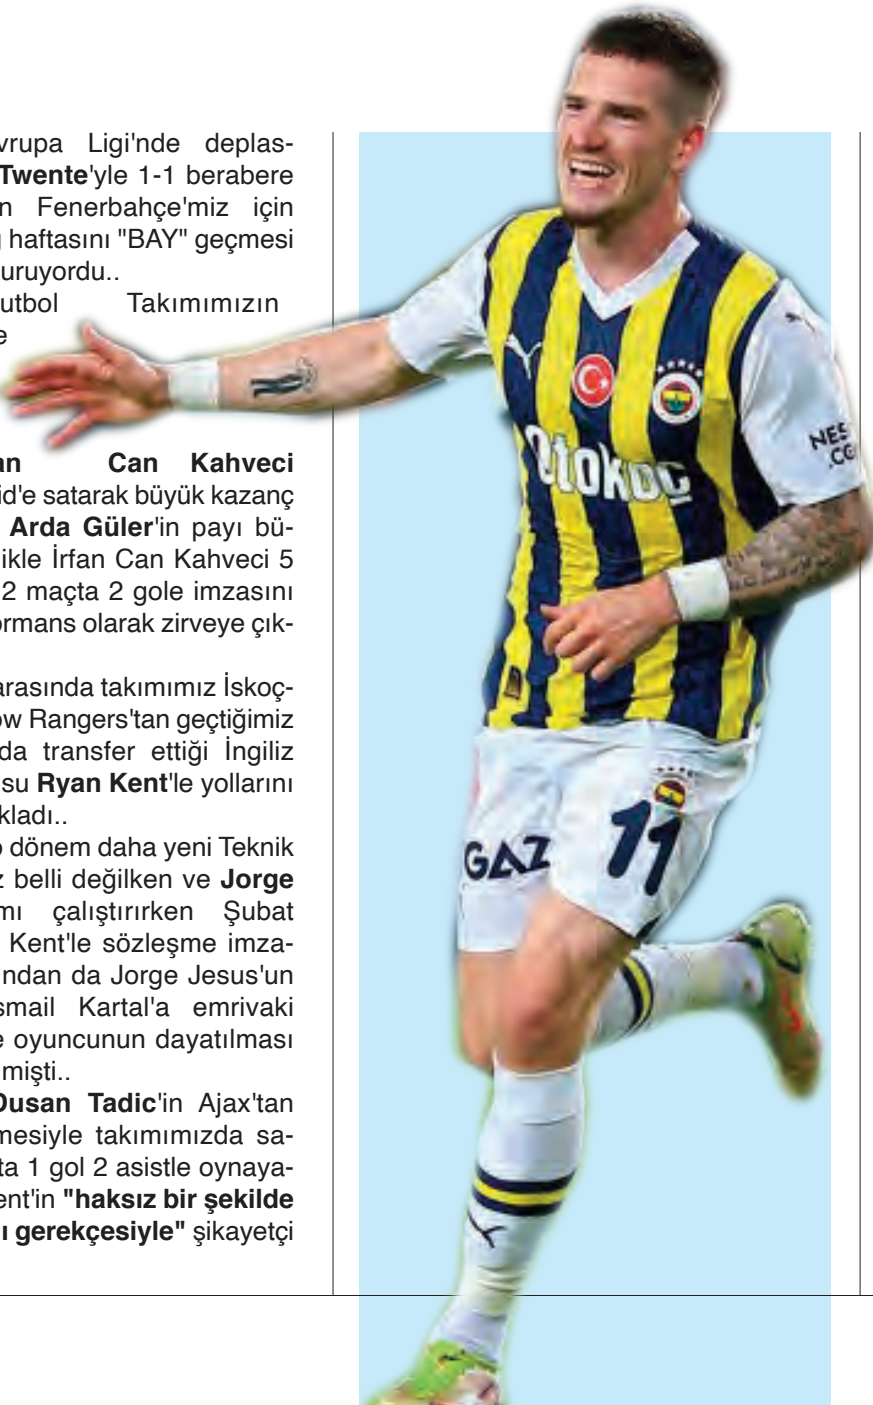 vrupa Ligi'nde deplas-
Twente'yle 1-1 berabere
n Fenerbahçe'miz için
haftasını "BAY" geçmesi
uruyordu..
utbol Takımımızın
e
an Can Kahveci
id'e satarak büyük kazanç
Arda Güler'in payı bü-
ikle İrfan Can Kahveci 5
2 maçta 2 gole imzasını
ormans olarak zirveye çık-
arasında takımımız İskoç-
ow Rangers'tan geçtiğimiz
da transfer ettiği İngiliz
su Ryan Kent'le yollarını
kladı..
o dönem daha yeni Teknik
z belli değilken ve Jorge
mı çalıştırırken Şubat
Kent'le sözleşme imza-
ından da Jorge Jesus'un
smail Kartal'a emrivaki
e oyuncunun dayatılması
mişti..
Dusan Tadic'in Ajax'tan
mesiyle takımımızda sa-
ta 1 gol 2 asistle oynaya-
ent'in "haksız bir şekilde
ı gerekçesiyle" şikayetçi
Otokoç
NES
.CO
GAZ
11